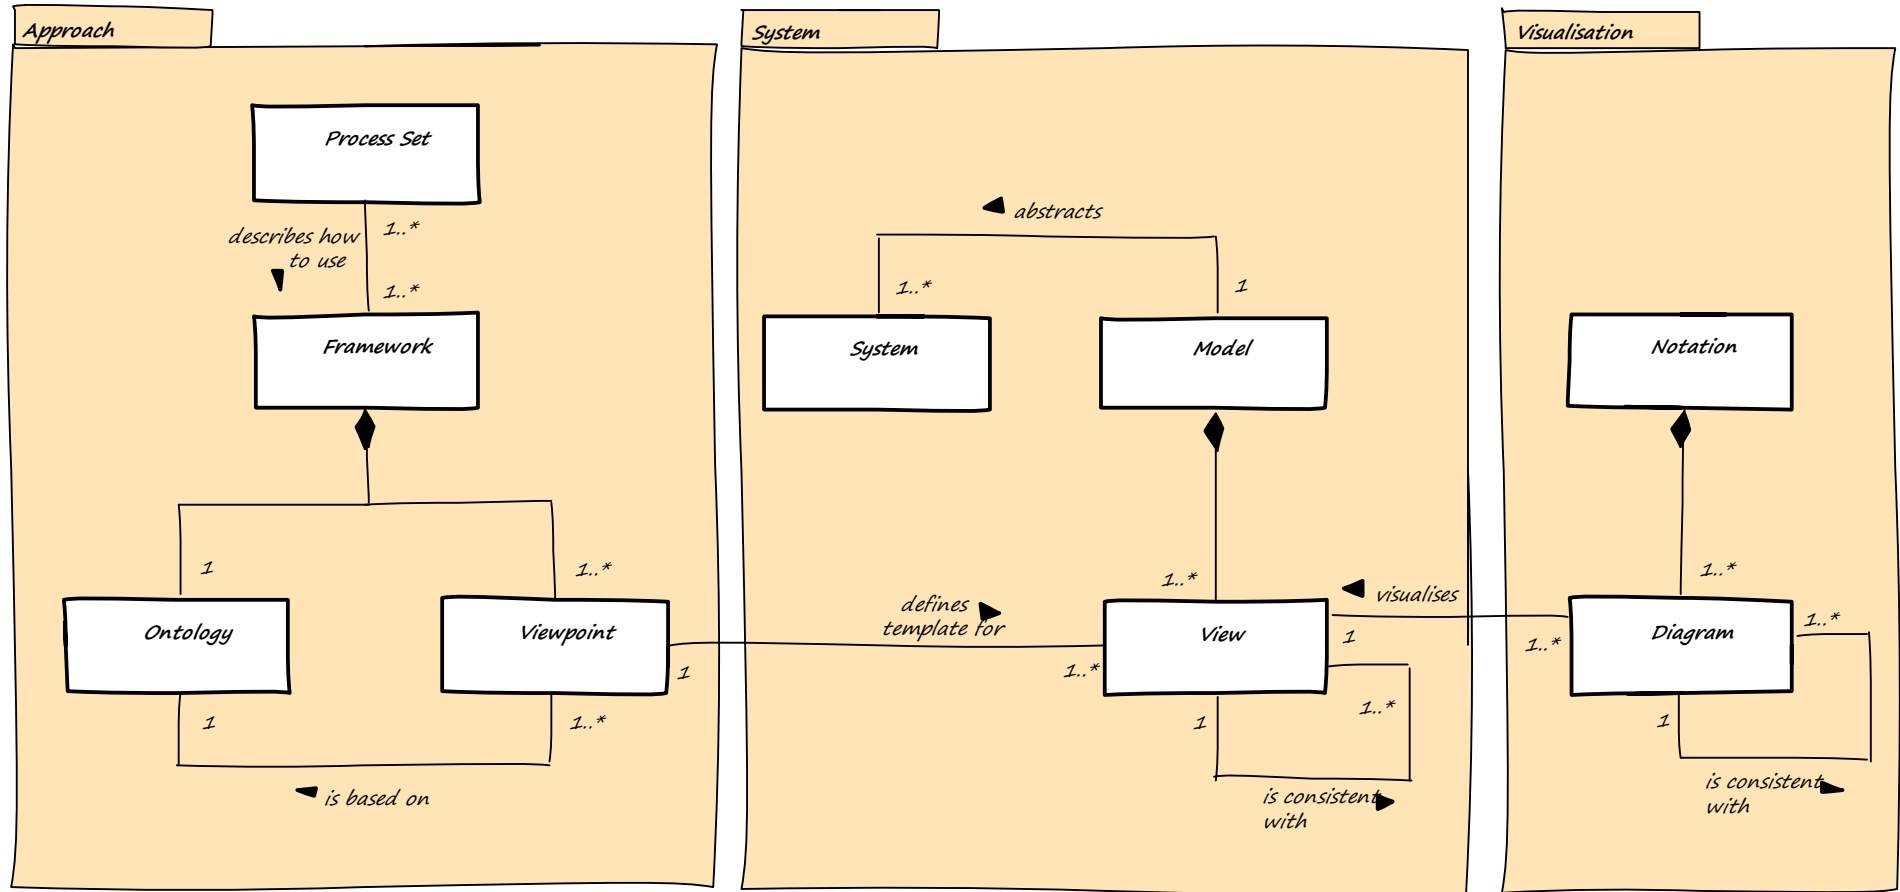 Approach
System
Visualisation
Process Set
1..*
describes how
to use
1..*
Framework
1
1..*
Ontology
Viewpoint
1
1
1..*
is based on
abstracts
1..*
1
System
Model
1..*
defines
template for
1..*
View
visualises
1
1..*
1
1..*
is consistent
with
Notation
1..*
Diagram
1..*
1
is consistent
with